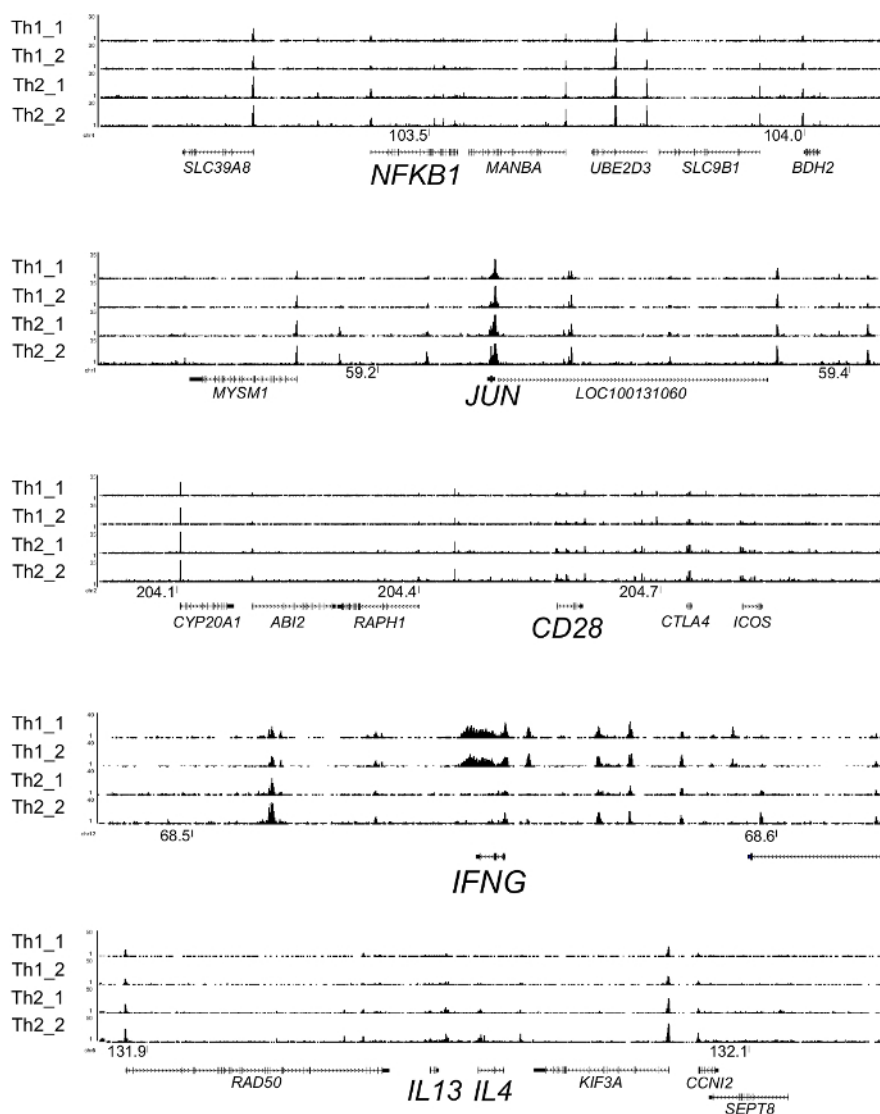 Th1_1
Th1_2
Th2_1
Th2_2
103.5 104.0
SLC39A8 NFKB1 MANBA UBE2D3 SLC9B1 BDH2
Th1_1
Th1_2
Th2_1
Th2_2
59.2 59.4
MYSM1 JUN LOC100131060
Th1_1
Th1_2
Th2_1
Th2_2
204.1 204.4 204.7
CYP20A1 ABI2 RAPH1 CD28 CTLA4 ICOS
Th1_1
Th1_2
Th2_1
Th2_2
68.5 68.6
IFNG
Th1_1
Th1_2
Th2_1
Th2_2
131.9 132.1
RAD50 IL13 IL4 KIF3A CCNI2
SEPT8